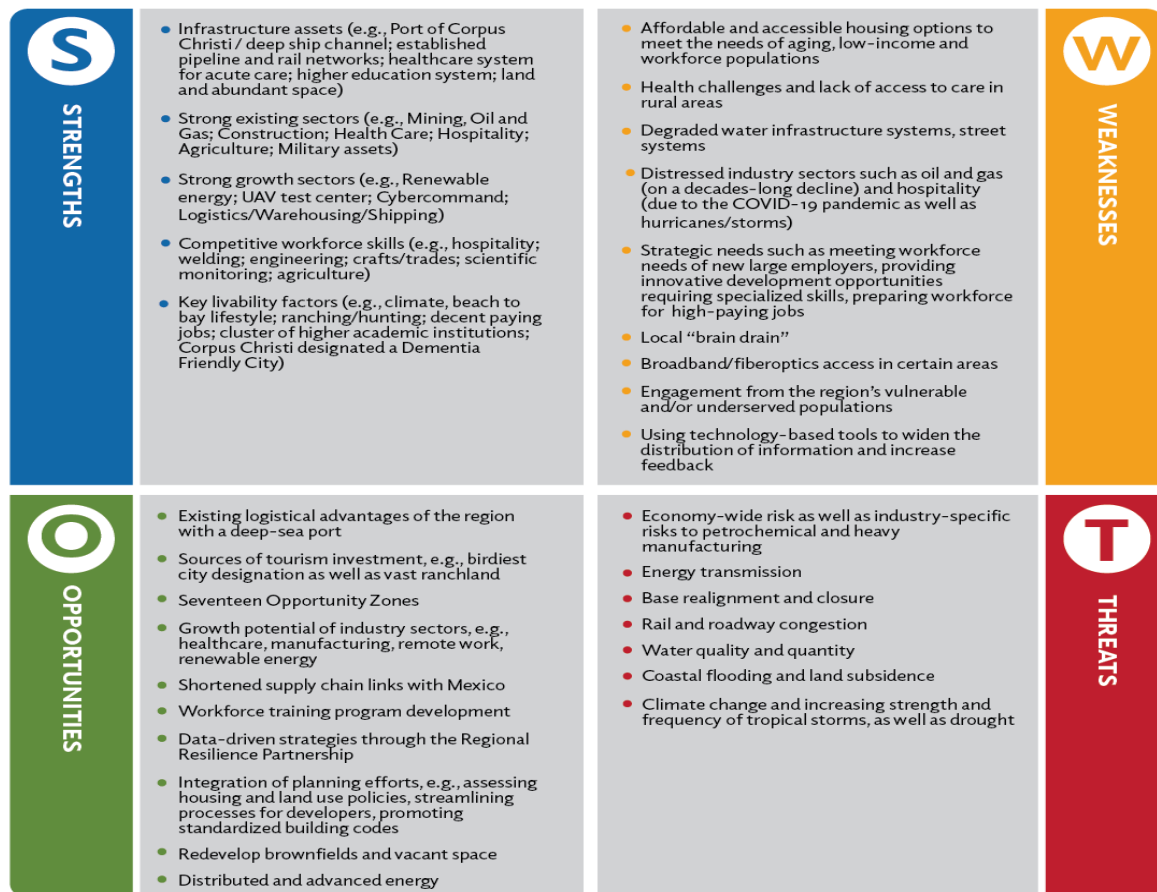 S
STRENGTHS
• Infrastructure assets (e.g., Port of Corpus
Christi / deep ship channel; established
pipeline and rail networks; healthcare system
for acute care; higher education system; land
and abundant space)
• Strong existing sectors (e.g., Mining, Oil and
Gas; Construction; Health Care; Hospitality;
Agriculture; Military assets)
• Strong growth sectors (e.g., Renewable
energy; UAV test center; Cybercommand;
Logistics/Warehousing/Shipping)
• Competitive workforce skills (e.g., hospitality;
welding; engineering; crafts/trades; scientific
monitoring; agriculture)
• Key livability factors (e.g., climate, beach to
bay lifestyle; ranching/hunting; decent paying
jobs; cluster of higher academic institutions;
Corpus Christi designated a Dementia
Friendly City)
W
WEAKNESSES
• Affordable and accessible housing options to
meet the needs of aging, low-income and
workforce populations
• Health challenges and lack of access to care in
rural areas
• Degraded water infrastructure systems, street
systems
• Distressed industry sectors such as oil and gas
(on a decades-long decline) and hospitality
(due to the COVID-19 pandemic as well as
hurricanes/storms)
• Strategic needs such as meeting workforce
needs of new large employers, providing
innovative development opportunities
requiring specialized skills, preparing workforce
for high-paying jobs
• Local “brain drain”
• Broadband/fiberoptics access in certain areas
• Engagement from the region’s vulnerable
and/or underserved populations
• Using technology-based tools to widen the
distribution of information and increase
feedback
O
OPPORTUNITIES
• Existing logistical advantages of the region
with a deep-sea port
• Sources of tourism investment, e.g., birdiest
city designation as well as vast ranchland
• Seventeen Opportunity Zones
• Growth potential of industry sectors, e.g.,
healthcare, manufacturing, remote work,
renewable energy
• Shortened supply chain links with Mexico
• Workforce training program development
• Data-driven strategies through the Regional
Resilience Partnership
• Integration of planning efforts, e.g., assessing
housing and land use policies, streamlining
processes for developers, promoting
standardized building codes
• Redevelop brownfields and vacant space
• Distributed and advanced energy
T
THREATS
• Economy-wide risk as well as industry-specific
risks to petrochemical and heavy
manufacturing
• Energy transmission
• Base realignment and closure
• Rail and roadway congestion
• Water quality and quantity
• Coastal flooding and land subsidence
• Climate change and increasing strength and
frequency of tropical storms, as well as drought